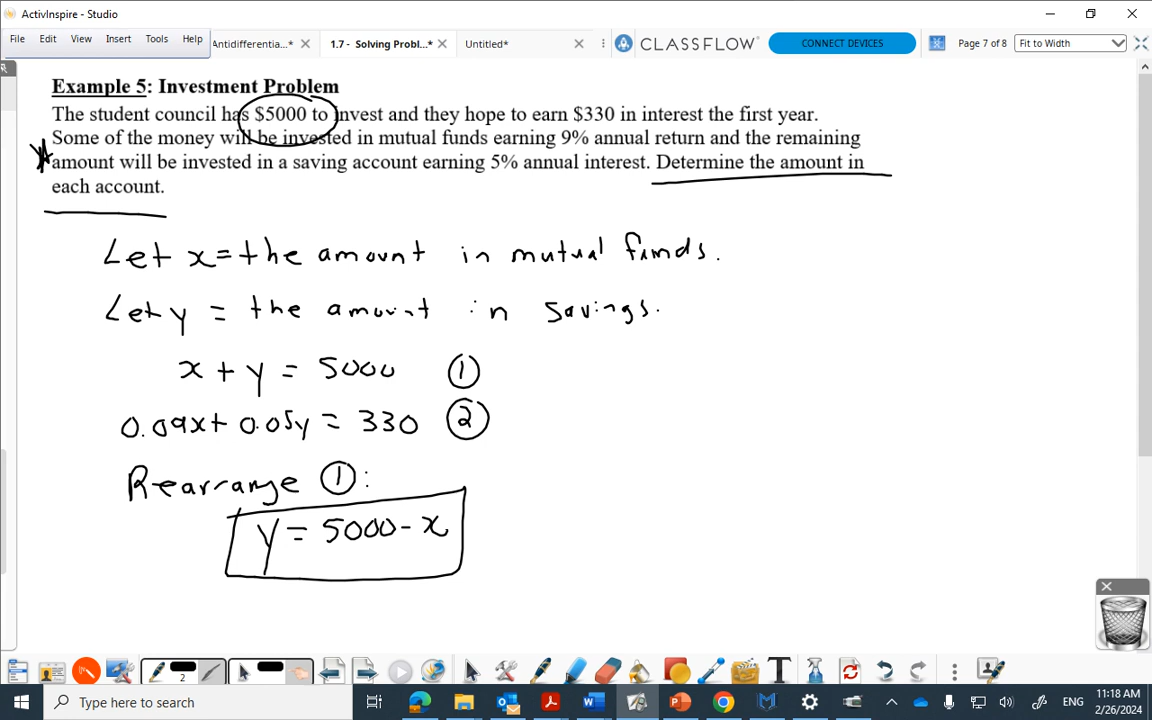 ActivInspire - Studio
File Edit View Insert Tools Help
Antidifferentia...* 1.7 - Solving Probl...* Untitled*
CLASSFLOW CONNECT DEVICES Page 7 of 8 Fit to Width
Example 5: Investment Problem
The student council has $5000 to invest and they hope to earn $330 in interest the first year.
Some of the money will be invested in mutual funds earning 9% annual return and the remaining
amount will be invested in a saving account earning 5% annual interest. Determine the amount in
each account.
Let x = the amount in mutual funds.
Let y = the amount in savings.
x + y = 5000 ①
0.09x + 0.05y = 330 ②
Rearrange ①:
y = 5000 - x
2
T
Type here to search
ENG
11:18 AM
2/26/2024